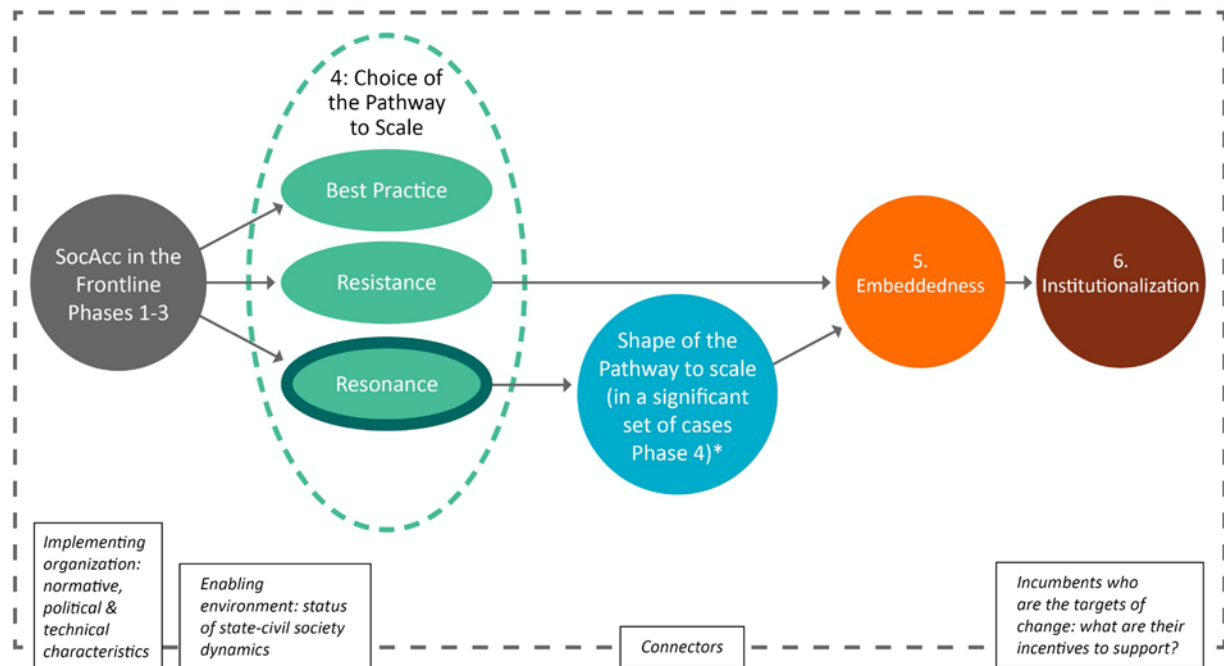 4: Choice of
the Pathway
to Scale
Best Practice
SocAcc in the
Frontline
Phases 1-3
Resistance
Resonance
Shape of the
Pathway to scale
(in a significant
set of cases
Phase 4)*
5.
Embeddedness
6.
Institutionalization
Implementing
organization:
normative,
political &
technical
characteristics
Enabling
environment: status
of state-civil society
dynamics
Connectors
Incumbents who
are the targets of
change: what are their
incentives to support?